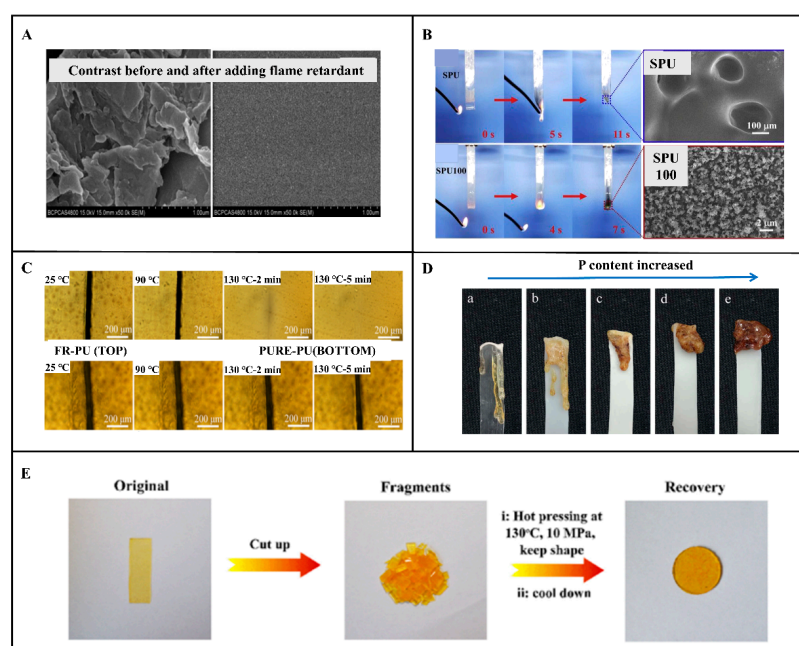 A
Contrast before and after adding flame retardant
BCPCAS4800 15.0kV 15.0mm x50.0k SE(M) 1.00um
BCPCAS4800 15.0kV 15.2mm x50.0k SE(M) 1.00um
B
SPU
0 s
5 s
11 s
SPU
100 μm
SPU100
0 s
4 s
7 s
SPU
100
2 μm
C
25 °C
90 °C
130 °C-2 min
130 °C-5 min
200 μm
200 μm
200 μm
200 μm
FR-PU (TOP)
PURE-PU(BOTTOM)
25 °C
90 °C
130 °C-2 min
130 °C-5 min
200 μm
200 μm
200 μm
200 μm
D
P content increased
a
b
c
d
e
E
Original
Cut up
Fragments
i: Hot pressing at
130°C, 10 MPa,
keep shape
ii: cool down
Recovery